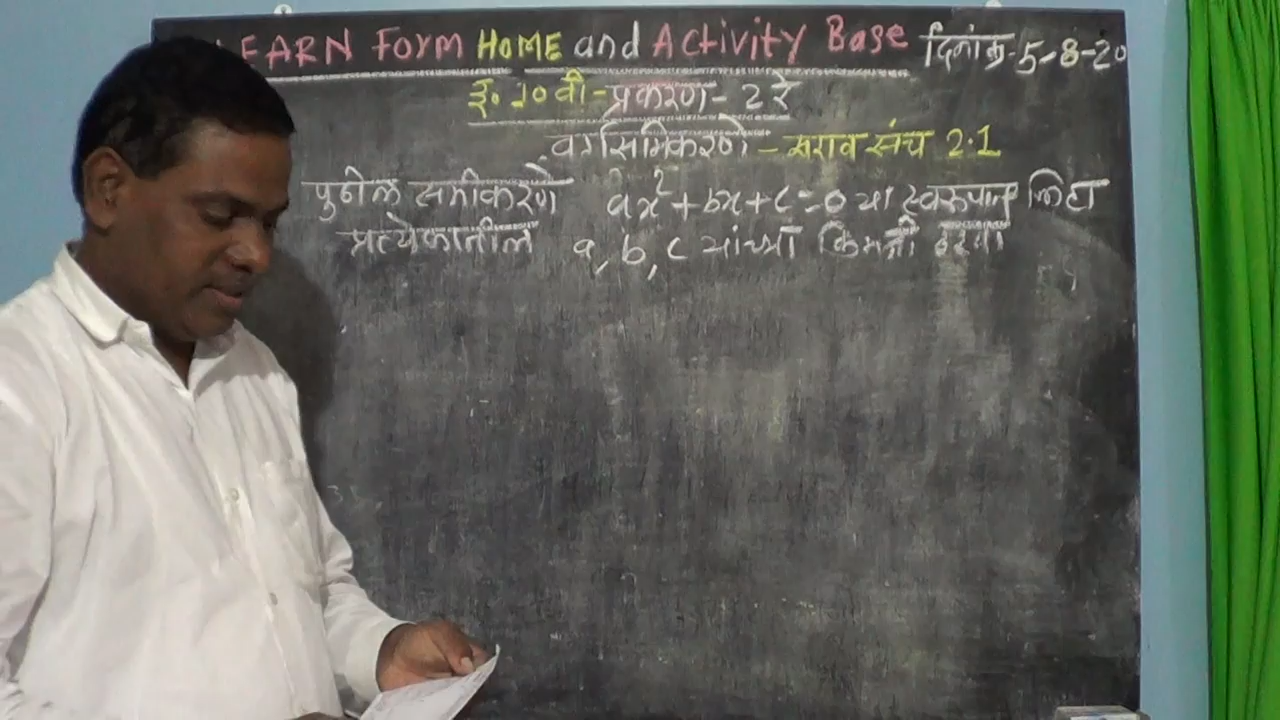 LEARN Form HOME and Activity Base दिनांक-5-8-20
इ. 10 वी - प्रकरण - 2 रे
वर्गसमिकरणे - सराव संच 2.1
पुढील समीकरणे ax²+bx+c=0 या स्वरूपात लिहा
प्रत्येकातील a, b, c यांच्या किमती ठरवा